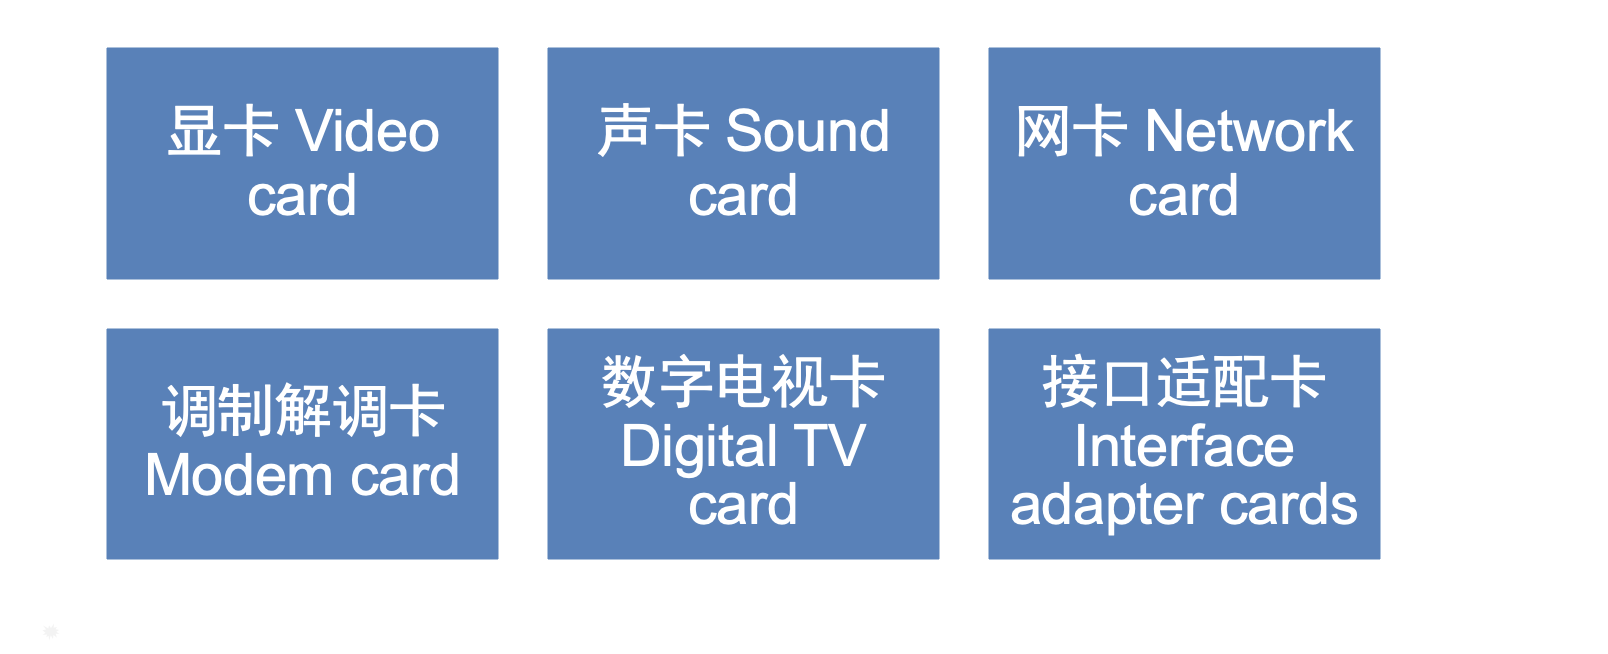 显卡 Video
card
声卡 Sound
card
网卡 Network
card
调制解调卡
Modem card
数字电视卡
Digital TV
card
接口适配卡
Interface
adapter cards